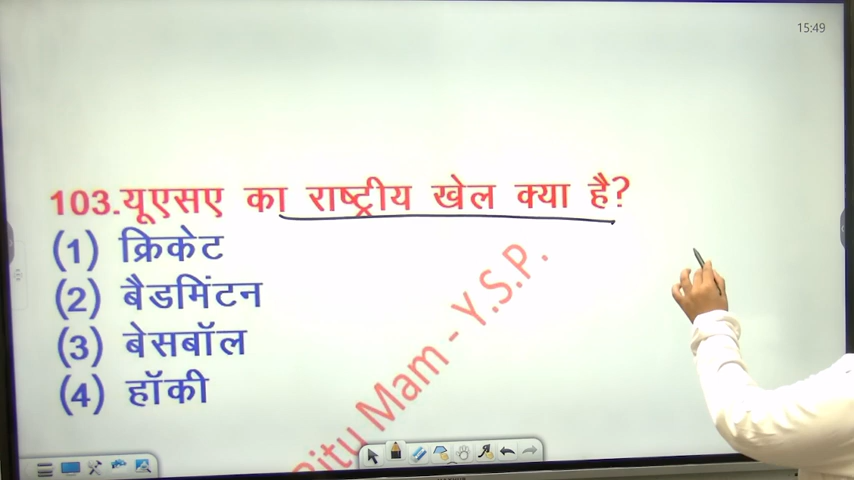 15:49
103.यूएसए का राष्ट्रीय खेल क्या है?
(1) क्रिकेट
(2) बैडमिंटन
(3) बेसबॉल
(4) हॉकी
Ritu Mam - Y.S.P.